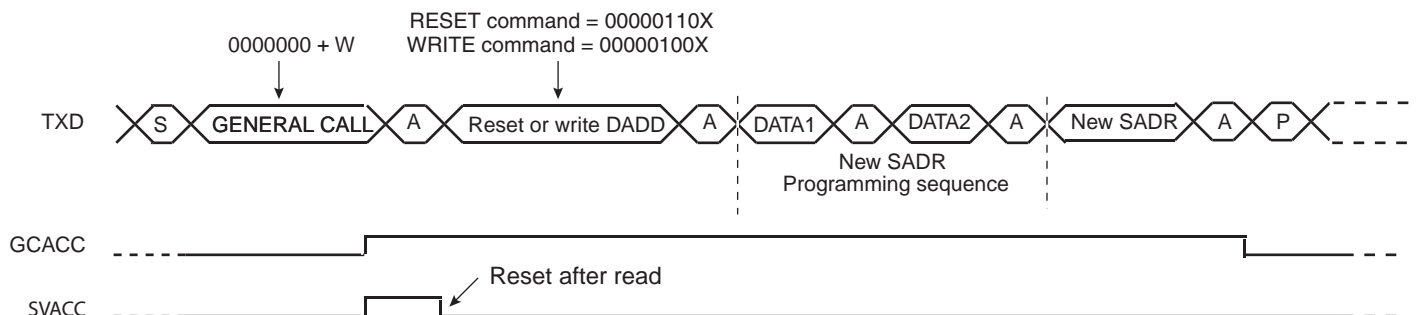 RESET command = 00000110X
0000000 + W
WRITE command = 00000100X
TXD
S
GENERAL CALL
A
Reset or write DADD
A
DATA1
A
DATA2
A
New SADR
A
P
New SADR
Programming sequence
GCACC
Reset after read
SVACC